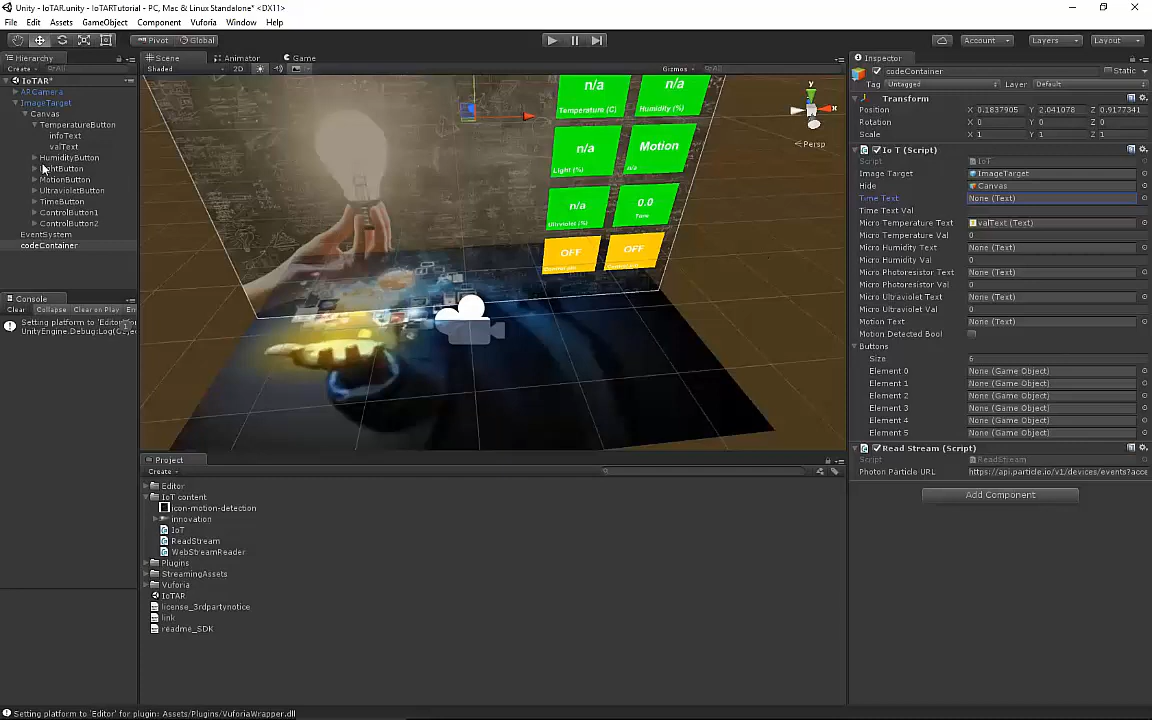 Unity - IoTAR.unity - IoTARTutorial - PC, Mac & Linux Standalone* <DX11>
File Edit Assets GameObject Component Vuforia Window Help
Pivot Global Account Layers Layout
Hierarchy
Create All
IoTAR*
ARCamera
ImageTarget
Canvas
TemperatureButton
infoText
valText
HumidityButton
LightButton
MotionButton
UltravioletButton
TimeButton
ControlButton1
ControlButton2
EventSystem
codeContainer
Console
Clear Collapse Clear on Play
Setting platform to 'Editor
UnityEngine.Debug:Log(
Scene Animator Game
Shaded 2D Gizmos All
n/a
Temperature (C)
n/a
Humidity (%)
n/a
Light (%)
Motion
n/a
n/a
Ultraviolet (%)
0.0
Time
OFF
OFF
y
x
Persp
Project
Create
Editor
IoT content
icon-motion-detection
innovation
IoT
ReadStream
WebStreamReader
Plugins
StreamingAssets
Vuforia
IoTAR
license_3rdpartynotice
link
readme_SDK
Inspector
codeContainer Static
Tag Untagged Layer Default
Transform
Position X 0.1837905 Y 2.041078 Z 0.9177341
Rotation X 0 Y 0 Z 0
Scale X 1 Y 1 Z 1
Io T (Script)
Script IoT
Image Target ImageTarget
Hide Canvas
Time Text None (Text)
Time Text Val
Micro Temperature Text valText (Text)
Micro Temperature Val 0
Micro Humidity Text None (Text)
Micro Humidity Val 0
Micro Photoresistor Text None (Text)
Micro Photoresistor Val 0
Micro Ultraviolet Text None (Text)
Micro Ultraviolet Val 0
Motion Text None (Text)
Motion Detected Bool
Buttons
Size 6
Element 0 None (Game Object)
Element 1 None (Game Object)
Element 2 None (Game Object)
Element 3 None (Game Object)
Element 4 None (Game Object)
Element 5 None (Game Object)
Read Stream (Script)
Script ReadStream
Photon Particle URL https://api.particle.io/v1/devices/events?acce
Add Component
Setting platform to 'Editor' for plugin: Assets/Plugins/VuforiaWrapper.dll